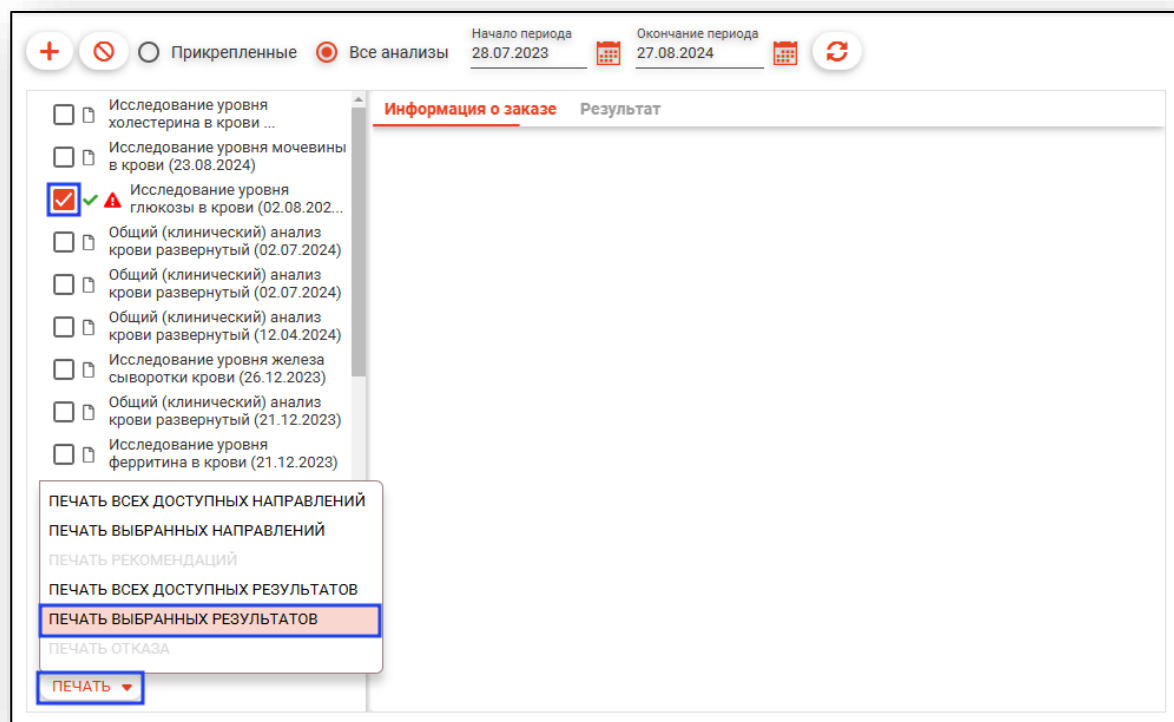 Начало периода
Окончание периода
Прикрепленные
Все анализы
28.07.2023
27.08.2024
Исследование уровня
холестерина в крови ...
Исследование уровня мочевины
в крови (23.08.2024)
Исследование уровня
глюкозы в крови (02.08.202...
Общий (клинический) анализ
крови развернутый (02.07.2024)
Общий (клинический) анализ
крови развернутый (02.07.2024)
Общий (клинический) анализ
крови развернутый (12.04.2024)
Исследование уровня железа
сыворотки крови (26.12.2023)
Общий (клинический) анализ
крови развернутый (21.12.2023)
Исследование уровня
ферритина в крови (21.12.2023)
ПЕЧАТЬ ВСЕХ ДОСТУПНЫХ НАПРАВЛЕНИЙ
ПЕЧАТЬ ВЫБРАННЫХ НАПРАВЛЕНИЙ
ПЕЧАТЬ РЕКОМЕНДАЦИЙ
ПЕЧАТЬ ВСЕХ ДОСТУПНЫХ РЕЗУЛЬТАТОВ
ПЕЧАТЬ ВЫБРАННЫХ РЕЗУЛЬТАТОВ
ПЕЧАТЬ ОТКАЗА
ПЕЧАТЬ
Информация о заказе
Результат